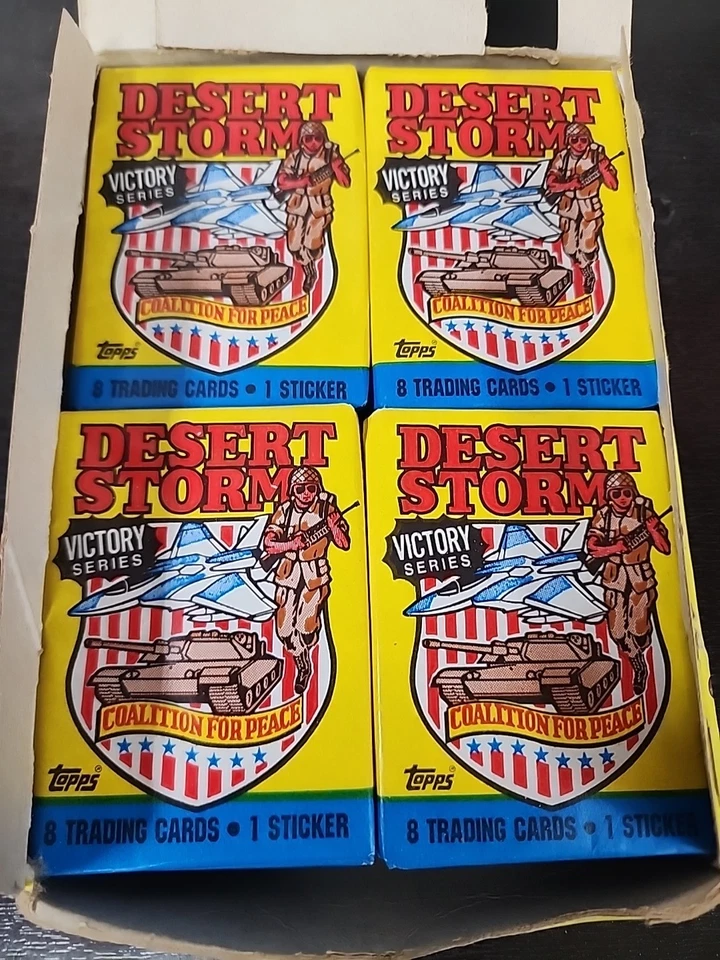 DESERT
STORM
VICTORY
SERIES
COALITION FOR PEACE
Topps®
8 TRADING CARDS • 1 STICKER
DESERT
STORM
VICTORY
SERIES
COALITION FOR PEACE
Topps®
8 TRADING CARDS • 1 STICKER
DESERT
STORM
VICTORY
SERIES
COALITION FOR PEACE
Topps®
8 TRADING CARDS • 1 STICKER
DESERT
STORM
VICTORY
SERIES
COALITION FOR PEACE
Topps®
8 TRADING CARDS • 1 STICKER